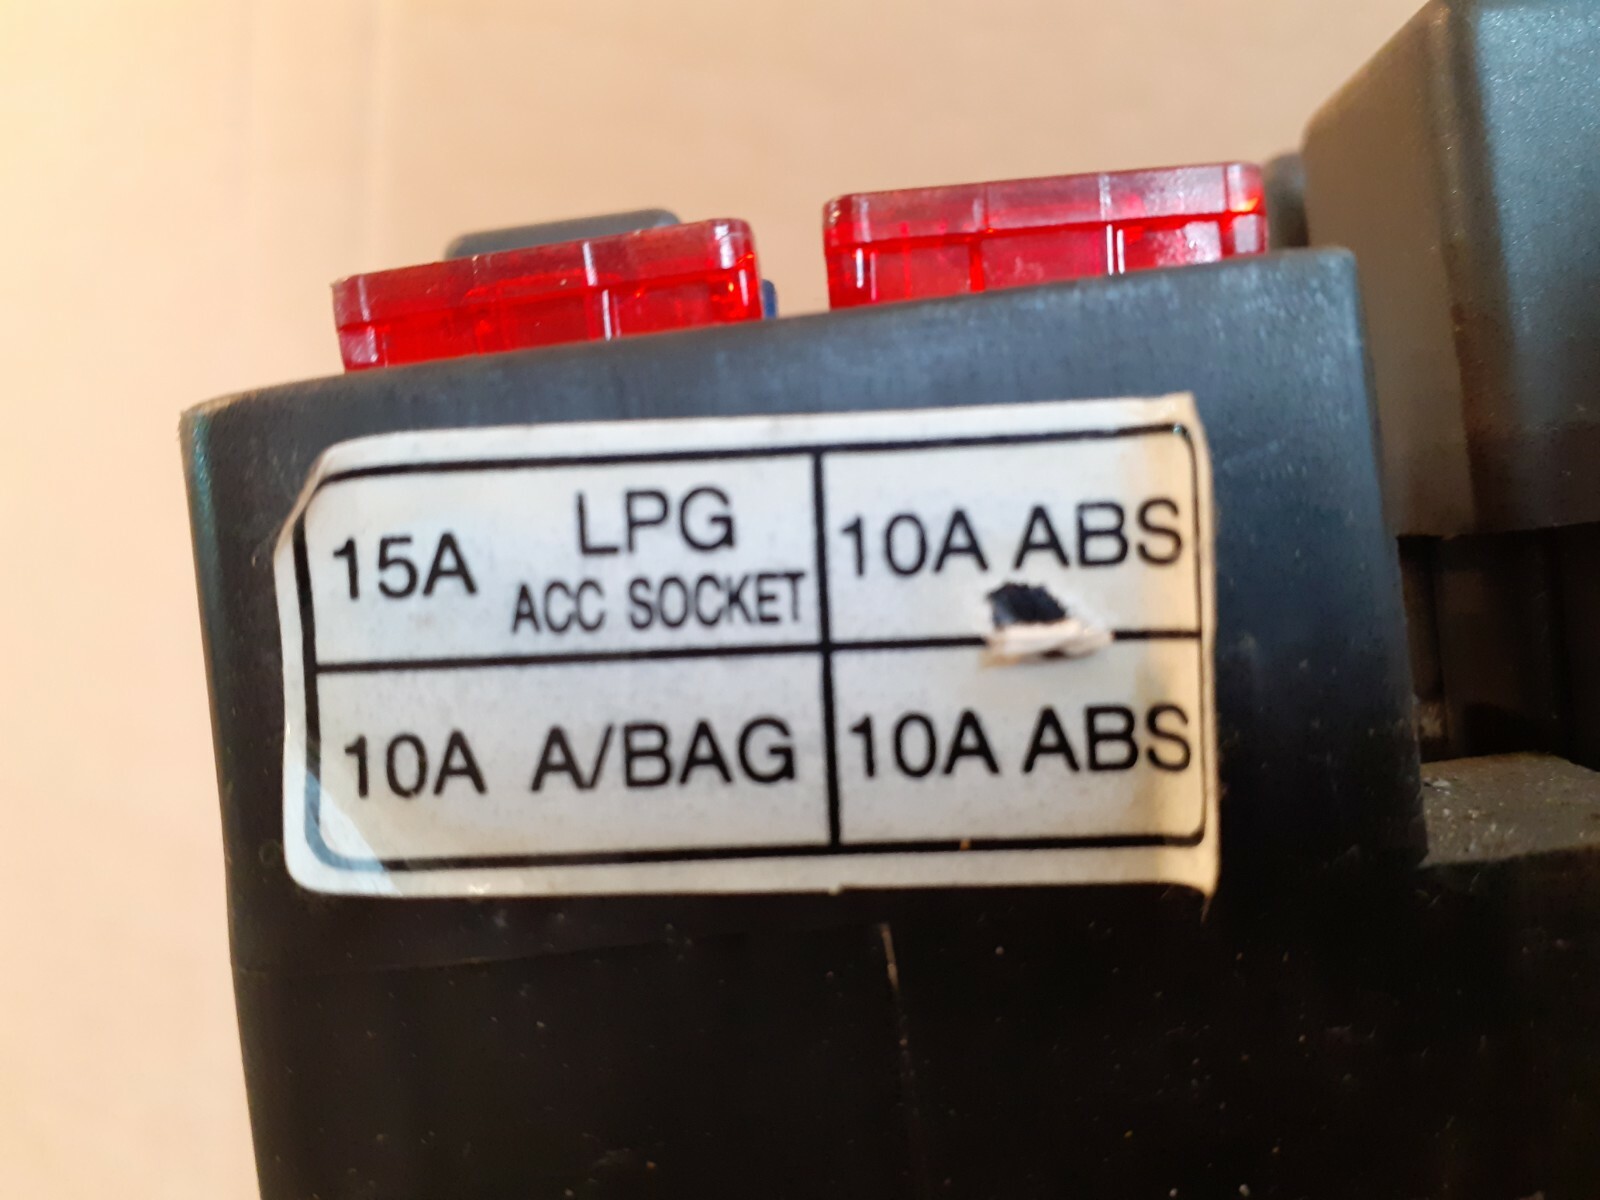 15A LPG
ACC SOCKET
10A ABS
10A A/BAG
10A ABS